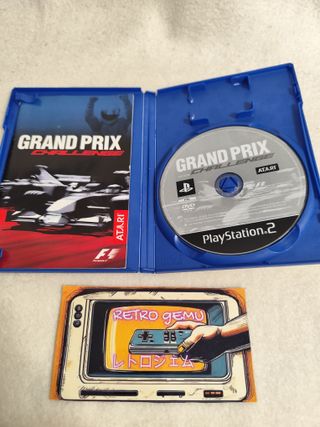 GRAND PRIX
CHALLENGE
ATARI
F1
GRAND PRIX
CHALLENGE
ATARI
DVD
PlayStation.2
RETRO GEMU
レトロジェム